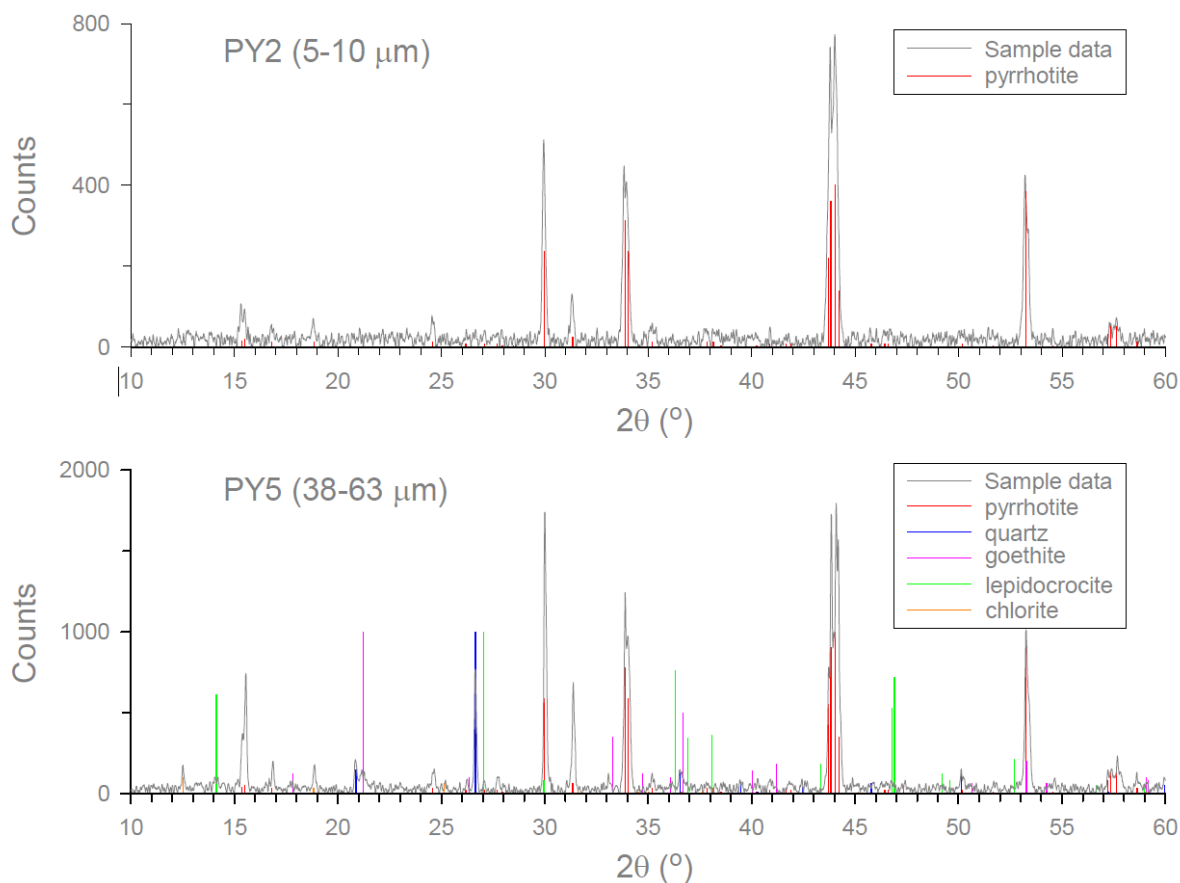 800
PY2 (5-10 μm)
Sample data
pyrrhotite
Counts
400
0
10 15 20 25 30 35 40 45 50 55 60
2θ (°)
2000
PY5 (38-63 μm)
Sample data
pyrrhotite
quartz
goethite
lepidocrocite
chlorite
Counts
1000
0
10 15 20 25 30 35 40 45 50 55 60
2θ (°)